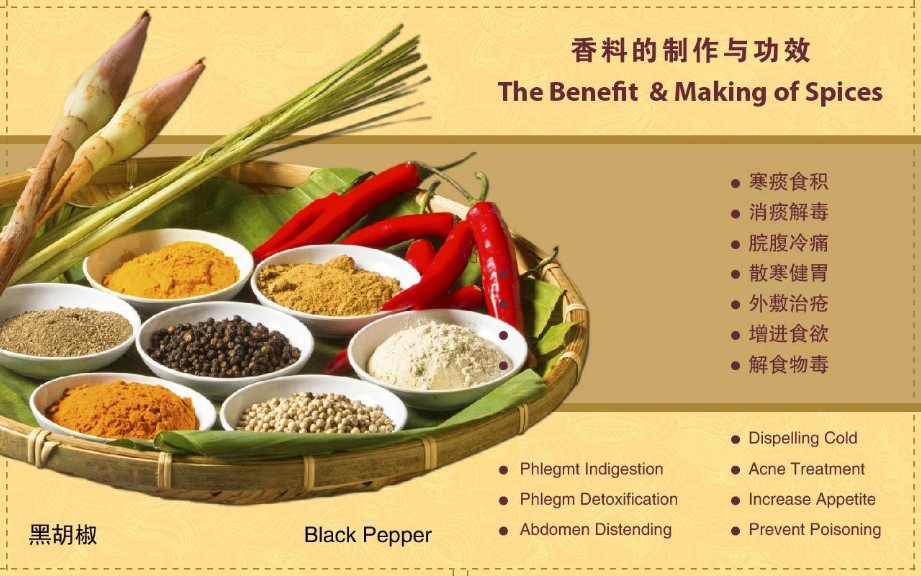 香料的制作与功效
The Benefit & Making of Spices
● 寒痰食积
● 消痰解毒
● 脘腹冷痛
● 散寒健胃
● 外敷治疮
● 增进食欲
● 解食物毒
● Phlegmt Indigestion
● Phlegm Detoxification
● Abdomen Distending
● Dispelling Cold
● Acne Treatment
● Increase Appetite
● Prevent Poisoning
黑胡椒
Black Pepper